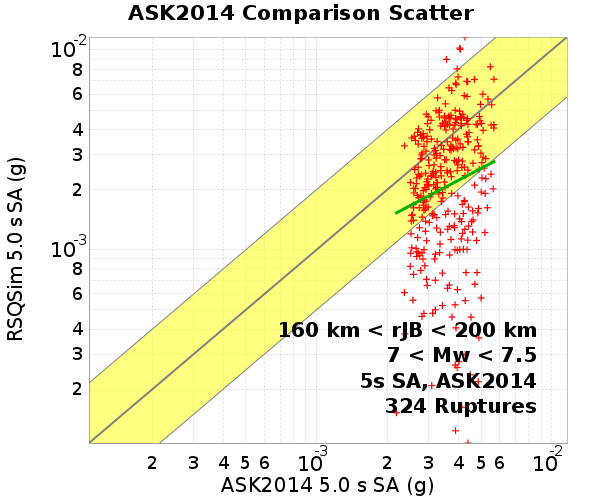 ASK2014 Comparison Scatter
RSQSim 5.0 s SA (g)
10-2
8
6
4
3
2
10-3
8
6
4
3
2
160 km < rJB < 200 km
7 < Mw < 7.5
5s SA, ASK2014
324 Ruptures
2 3 4 5 6 10-3 2 3 4 5 6 10-2
ASK2014 5.0 s SA (g)